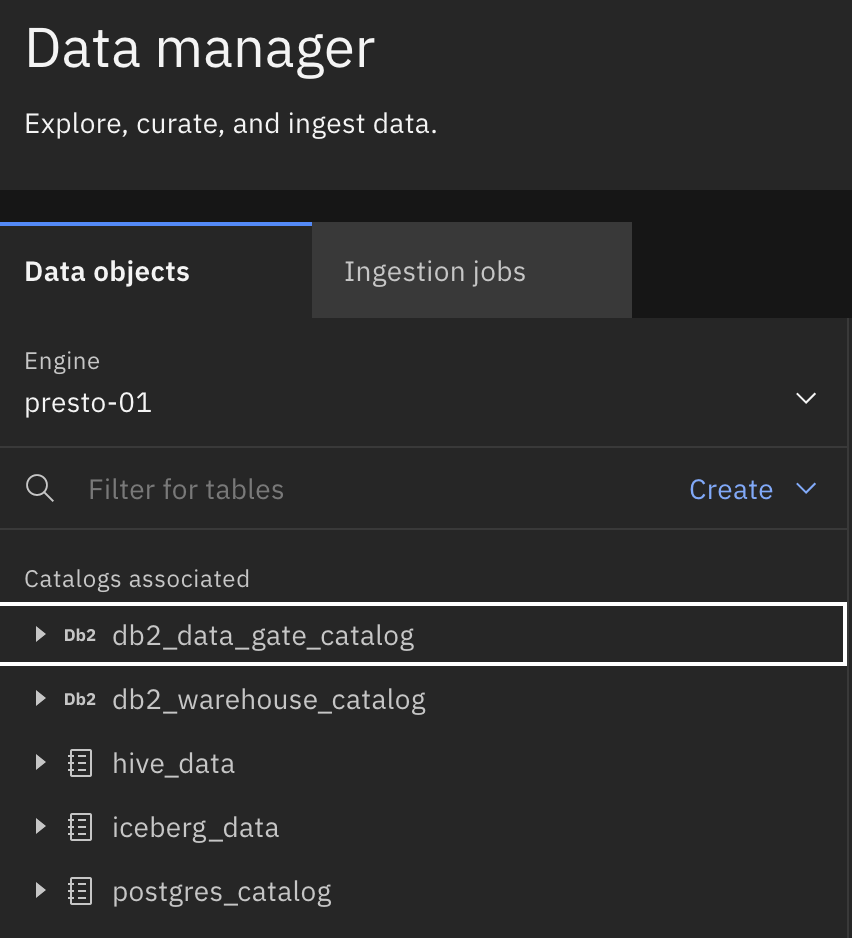 Data manager
Explore, curate, and ingest data.
Data objects
Ingestion jobs
Engine
presto-01
Filter for tables
Create
Catalogs associated
Db2 db2_data_gate_catalog
Db2 db2_warehouse_catalog
hive_data
iceberg_data
postgres_catalog